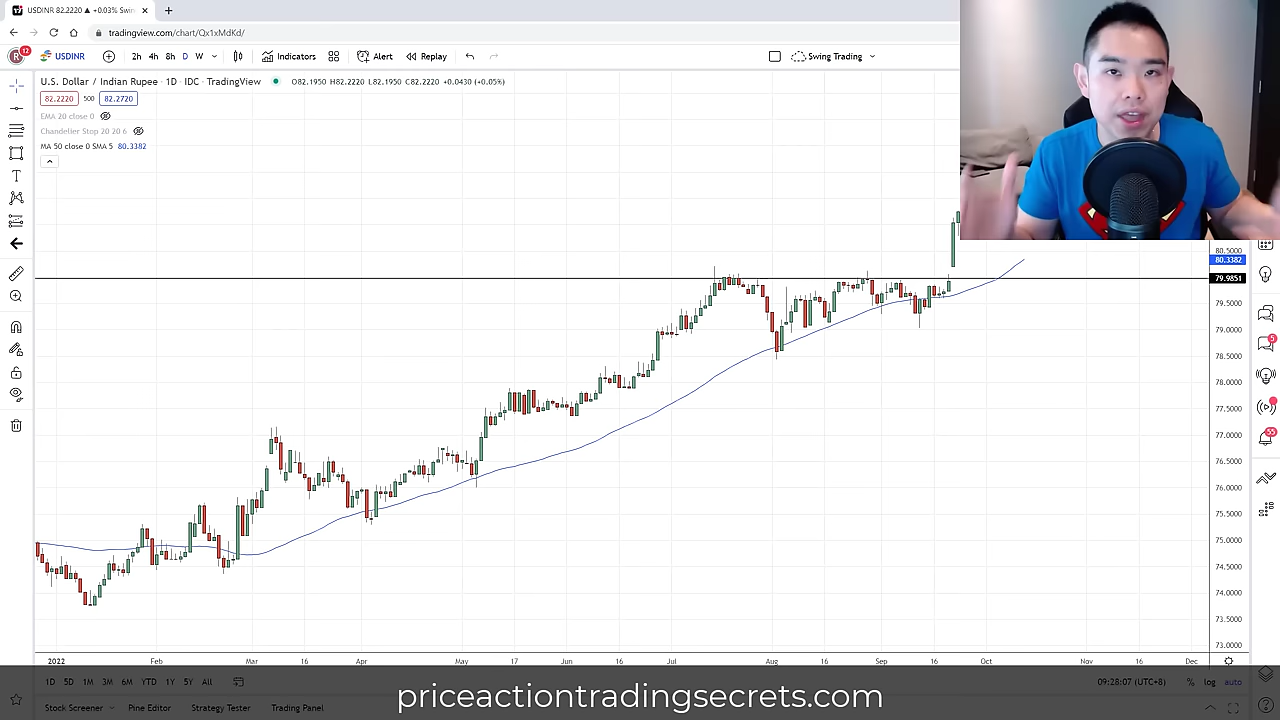 USDINR 82.2220 ▲ +0.03% Swin
tradingview.com/chart/Qx1xMdKd/
R 12 USDINR 2h 4h 8h D W Indicators Alert Replay Swing Trading
U.S. Dollar / Indian Rupee · 1D · IDC · TradingView O82.1950 H82.2220 L82.1950 C82.2220 +0.0430 (+0.05%)
82.2220 500 82.2720
EMA 20 close 0
Chandelier Stop 20 20 6
MA 50 close 0 SMA 5 80.3382
80.5000
80.3382
79.9851
79.5000
79.0000
78.5000
78.0000
77.5000
77.0000
76.5000
76.0000
75.5000
75.0000
74.5000
74.0000
73.5000
73.0000
2022 Feb Mar 16 Apr May 17 Jun 16 Jul Aug 16 Sep 16 Oct Nov 16 Dec
1D 5D 1M 3M 6M YTD 1Y 5Y All 09:28:07 (UTC+8) % log auto
priceactiontradingsecrets.com
Stock Screener Pine Editor Strategy Tester Trading Panel